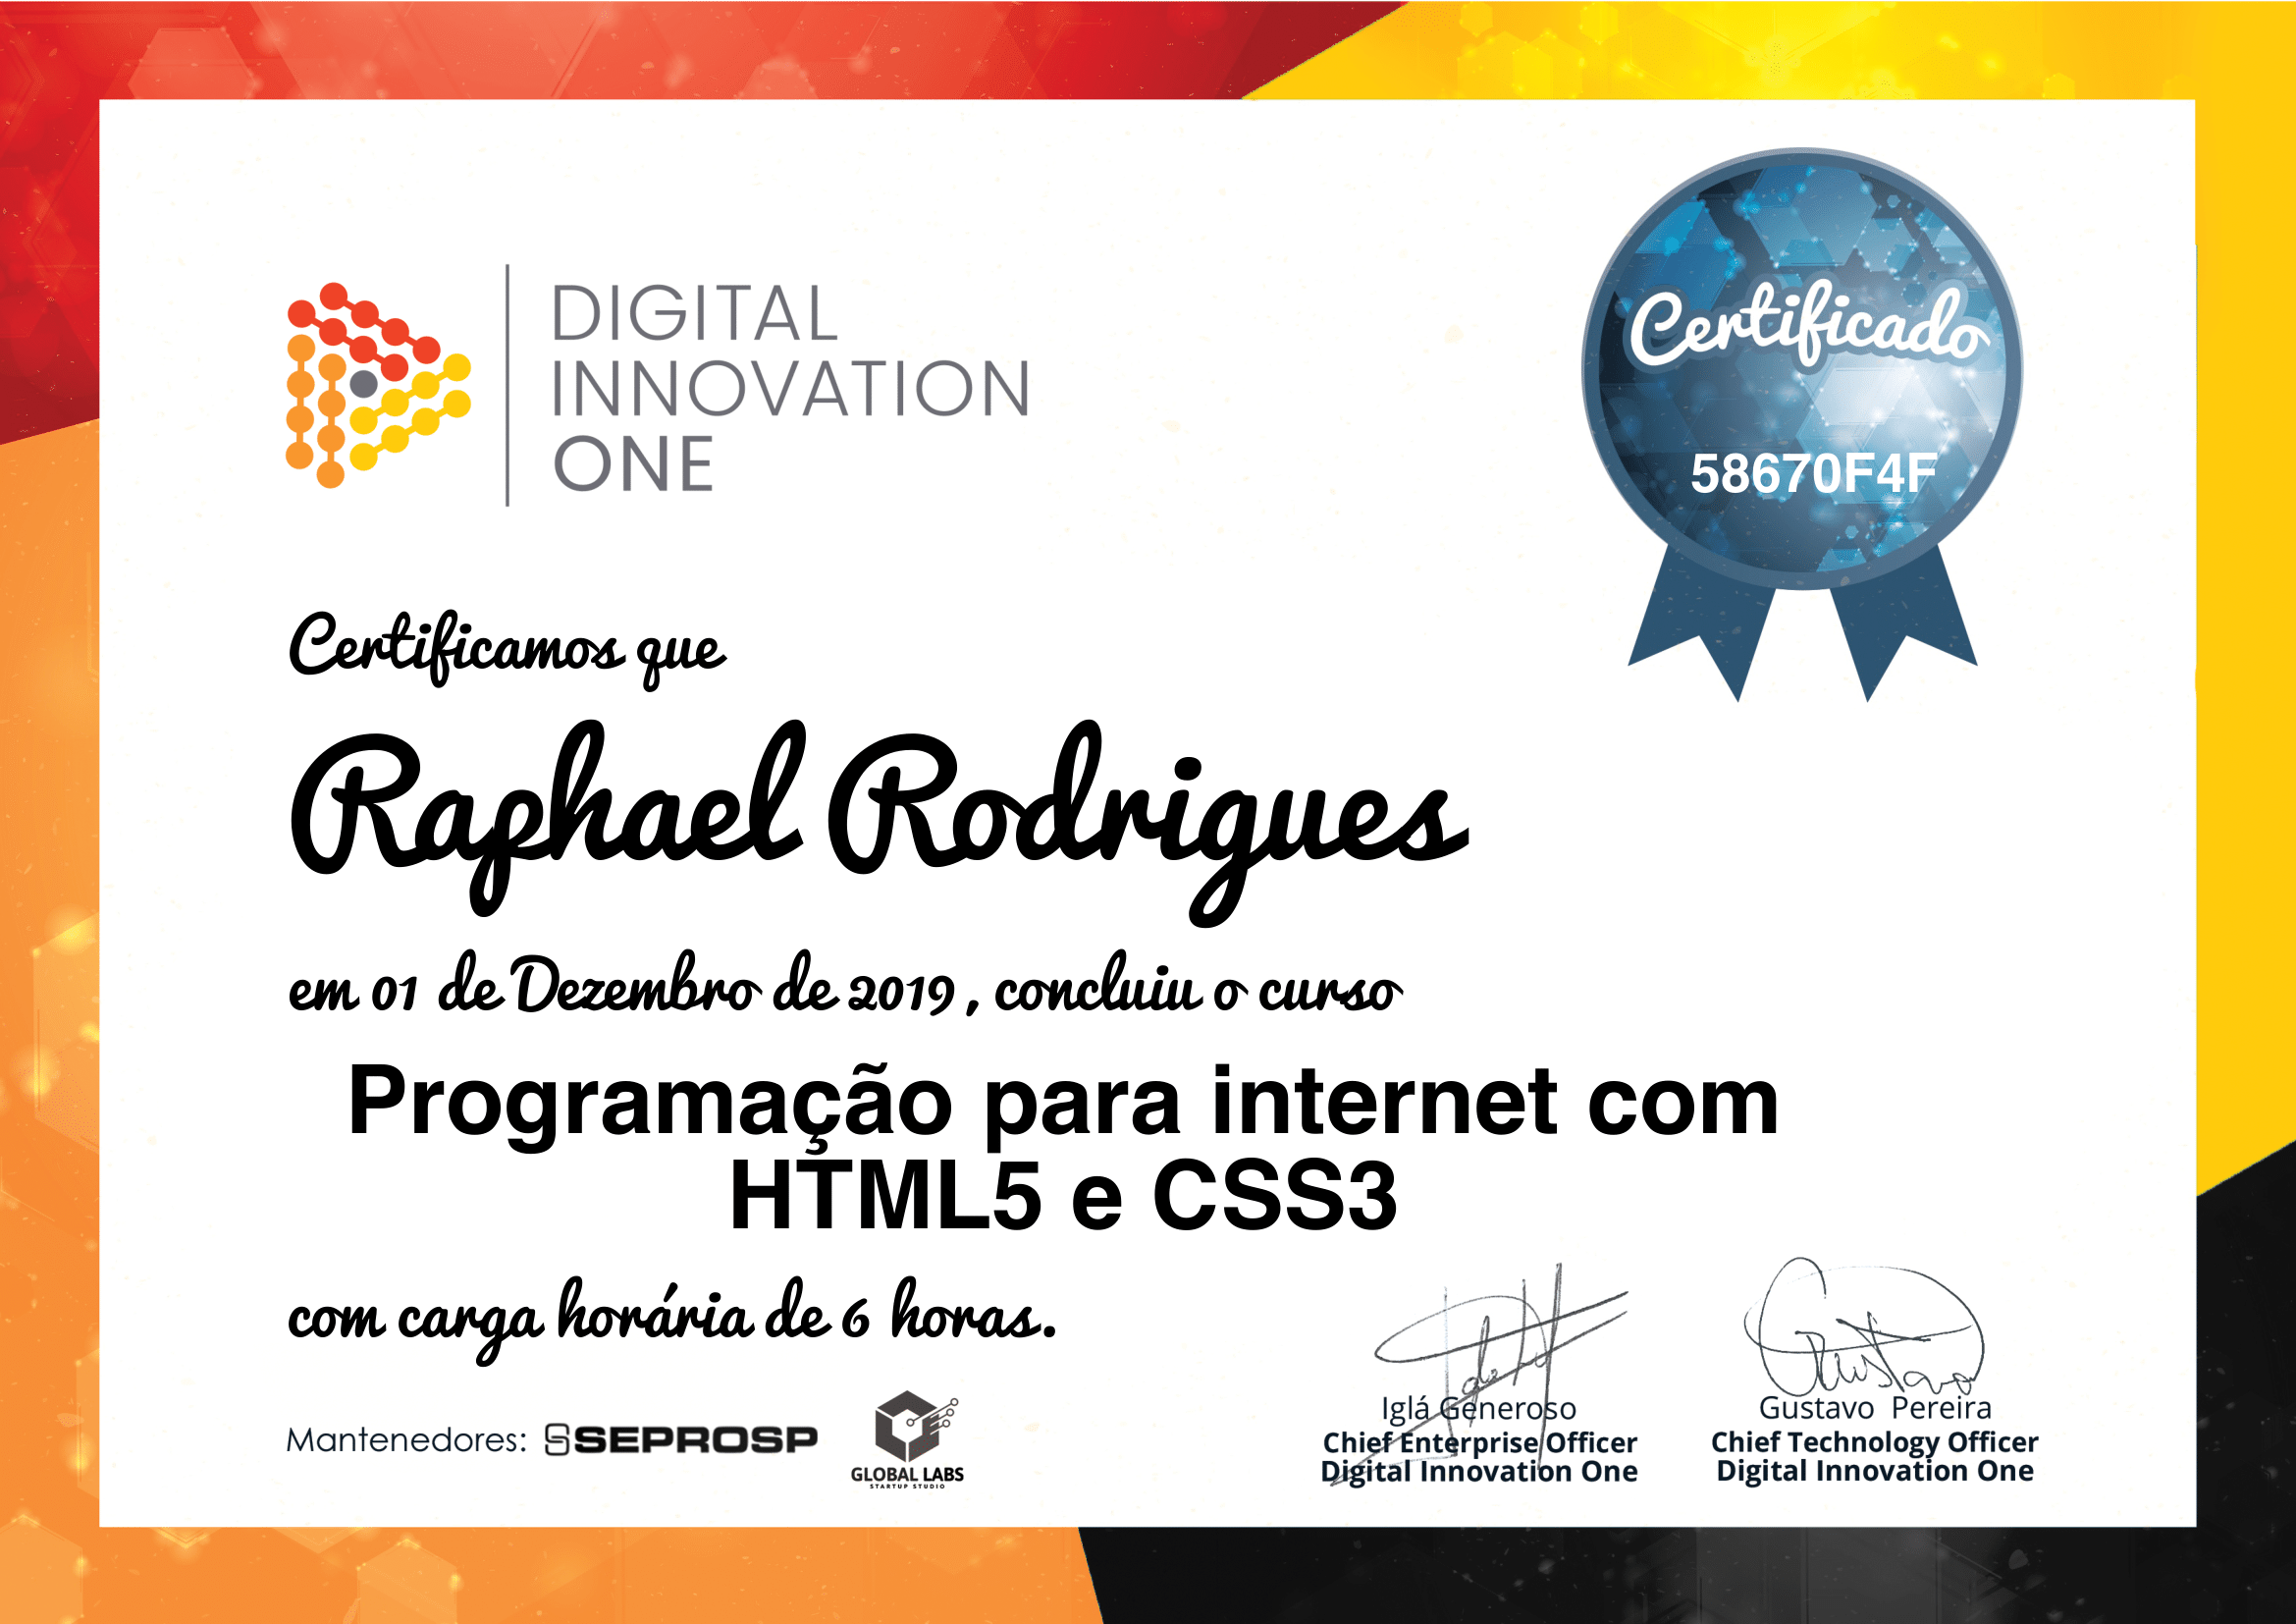 DIGITAL
INNOVATION
ONE
Certificado
58670F4F
Certificamos que
Raphael Rodrigues
em 01 de Dezembro de 2019 , concluiu o curso
Programação para internet com
HTML5 e CSS3
com carga horária de 6 horas.
Mantenedores: SEPROSP
GLOBAL LABS
STARTUP STUDIO
Iglá Generoso
Chief Enterprise Officer
Digital Innovation One
Gustavo
Gustavo Pereira
Chief Technology Officer
Digital Innovation One